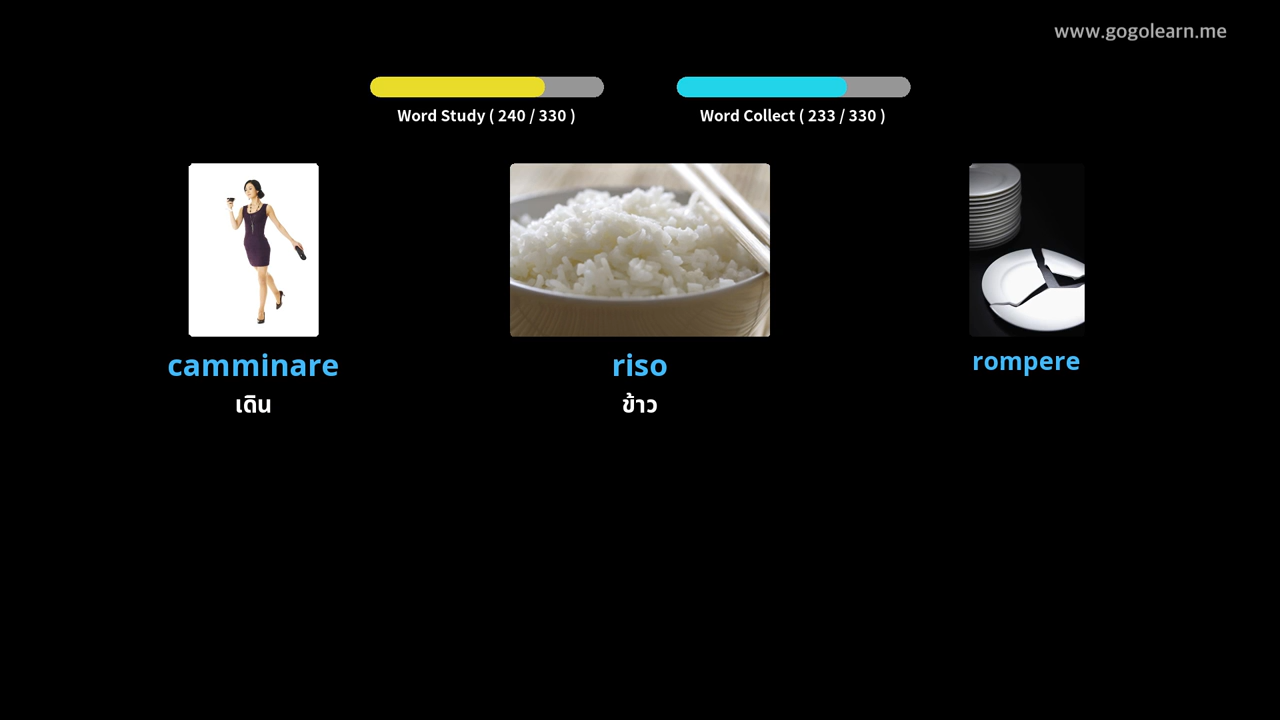 www.gogolearn.me
Word Study ( 240 / 330 )
Word Collect ( 233 / 330 )
camminare
เดิน
riso
ข้าว
rompere